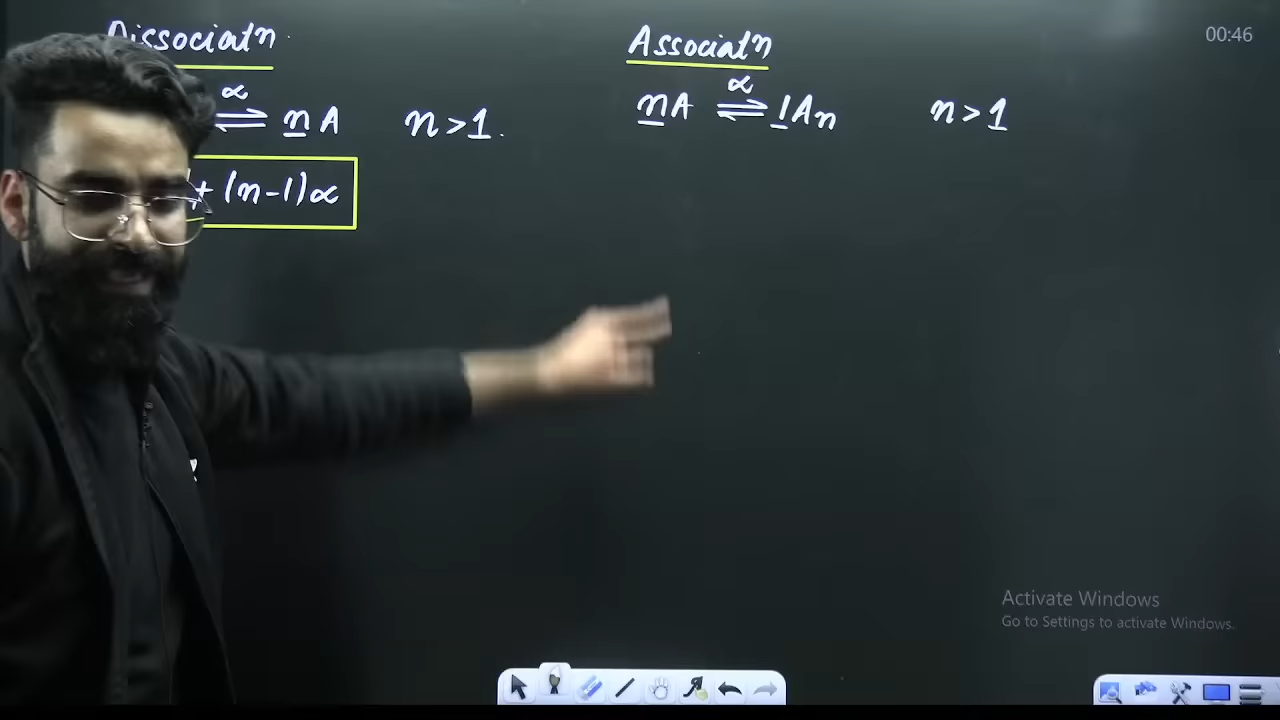 Dissociatn
Associatn
00:46
α
⇌ nA n>1.
nA ⇌ 1An n>1
α
+ (n-1)α
Activate Windows
Go to Settings to activate Windows.